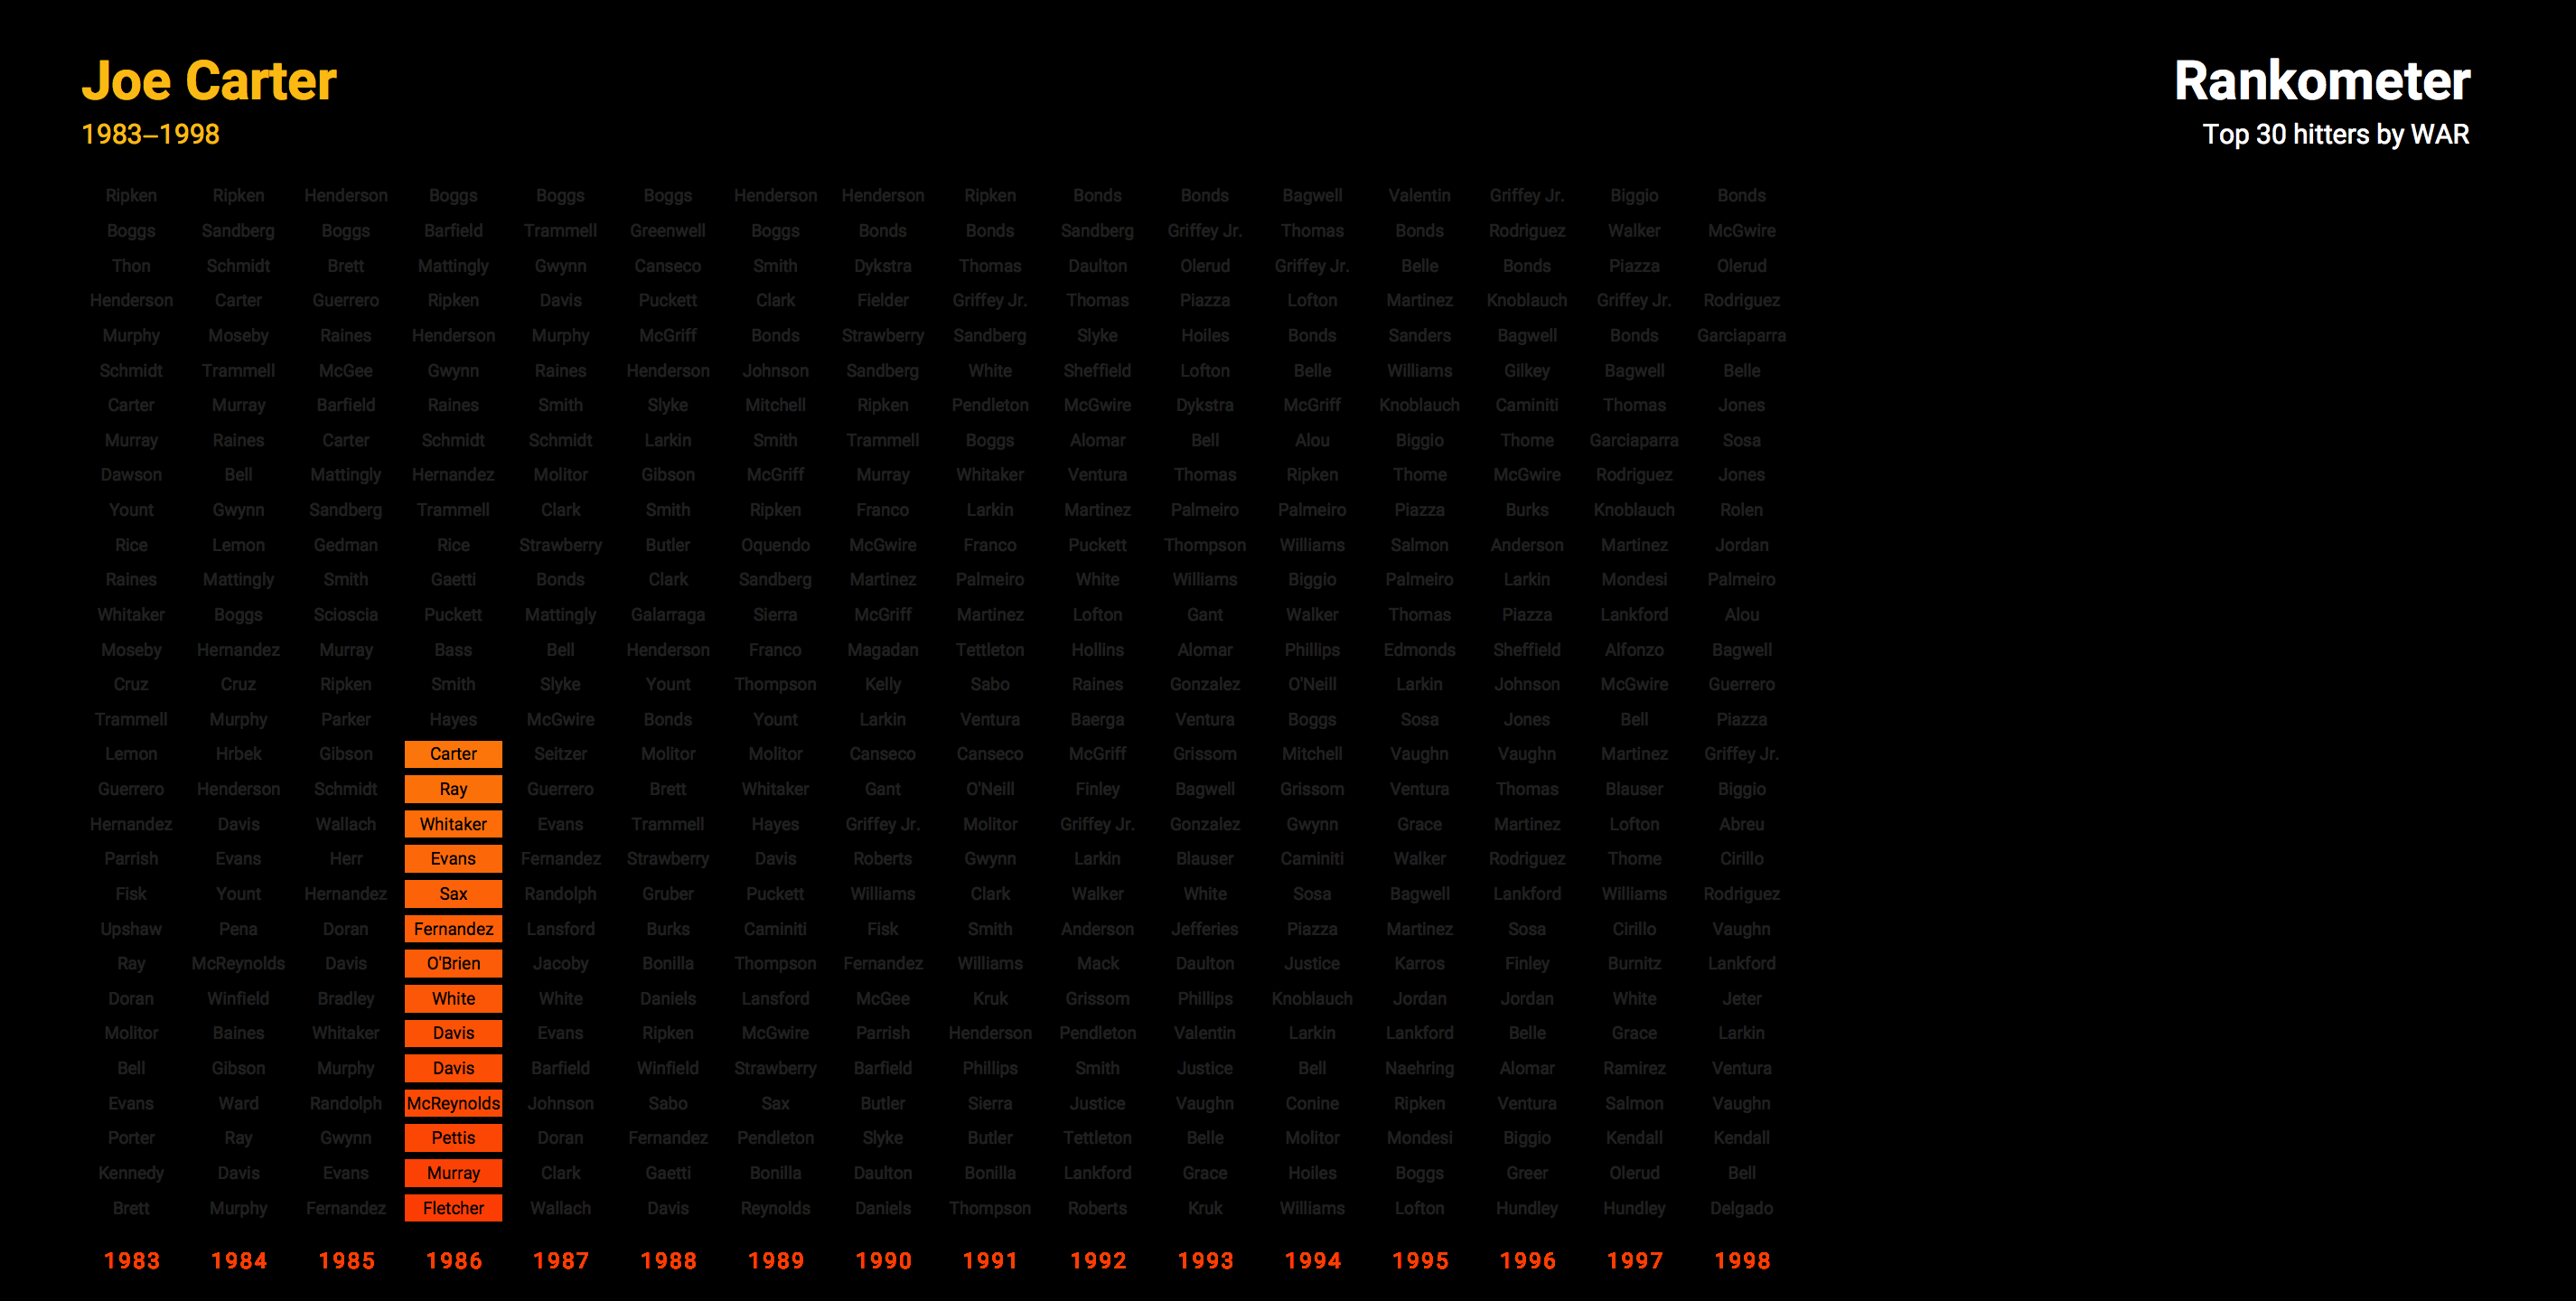 Joe Carter
1983–1998
Rankometer
Top 30 hitters by WAR
Ripken Ripken Henderson Boggs Boggs Boggs Henderson Henderson Ripken Bonds Bonds Bagwell Valentin Griffey Jr. Biggio Bonds
Boggs Sandberg Boggs Barfield Trammell Greenwell Boggs Bonds Bonds Sandberg Griffey Jr. Thomas Bonds Rodriguez Walker McGwire
Thon Schmidt Brett Mattingly Gwynn Canseco Smith Dykstra Thomas Daulton Olerud Griffey Jr. Belle Bonds Piazza Olerud
Henderson Carter Guerrero Ripken Davis Puckett Clark Fielder Griffey Jr. Thomas Piazza Lofton Martinez Knoblauch Griffey Jr. Rodriguez
Murphy Moseby Raines Henderson Murphy McGriff Bonds Strawberry Sandberg Slyke Hoiles Bonds Sanders Bagwell Bonds Garciaparra
Schmidt Trammell McGee Gwynn Raines Henderson Johnson Sandberg White Sheffield Lofton Belle Williams Gilkey Bagwell Belle
Carter Murray Barfield Raines Smith Slyke Mitchell Ripken Pendleton McGwire Dykstra McGriff Knoblauch Caminiti Thomas Jones
Murray Raines Carter Schmidt Schmidt Larkin Smith Trammell Boggs Alomar Bell Alou Biggio Thome Garciaparra Sosa
Dawson Bell Mattingly Hernandez Molitor Gibson McGriff Murray Whitaker Ventura Thomas Ripken Thome McGwire Rodriguez Jones
Yount Gwynn Sandberg Trammell Clark Smith Ripken Franco Larkin Martinez Palmeiro Palmeiro Piazza Burks Knoblauch Rolen
Rice Lemon Gedman Rice Strawberry Butler Oquendo McGwire Franco Puckett Thompson Williams Salmon Anderson Martinez Jordan
Raines Mattingly Smith Gaetti Bonds Clark Sandberg Martinez Palmeiro White Williams Biggio Palmeiro Larkin Mondesi Palmeiro
Whitaker Boggs Scioscia Puckett Mattingly Galarraga Sierra McGriff Martinez Lofton Gant Walker Thomas Piazza Lankford Alou
Moseby Hernandez Murray Bass Bell Henderson Franco Magadan Tettleton Hollins Alomar Phillips Edmonds Sheffield Alfonzo Bagwell
Cruz Cruz Ripken Smith Slyke Yount Thompson Kelly Sabo Raines Gonzalez O'Neill Larkin Johnson McGwire Guerrero
Trammell Murphy Parker Hayes McGwire Bonds Yount Larkin Ventura Baerga Ventura Boggs Sosa Jones Bell Piazza
Lemon Hrbek Gibson Carter Seitzer Molitor Molitor Canseco Canseco McGriff Grissom Mitchell Vaughn Vaughn Martinez Griffey Jr.
Guerrero Henderson Schmidt Ray Guerrero Brett Whitaker Gant O'Neill Finley Bagwell Grissom Ventura Thomas Blauser Biggio
Hernandez Davis Wallach Whitaker Evans Trammell Hayes Griffey Jr. Molitor Griffey Jr. Gonzalez Gwynn Grace Martinez Lofton Abreu
Parrish Evans Herr Evans Fernandez Strawberry Davis Roberts Gwynn Larkin Blauser Caminiti Walker Rodriguez Thome Cirillo
Fisk Yount Hernandez Sax Randolph Gruber Puckett Williams Clark Walker White Sosa Bagwell Lankford Williams Rodriguez
Upshaw Pena Doran Fernandez Lansford Burks Caminiti Fisk Smith Anderson Jefferies Piazza Martinez Sosa Cirillo Vaughn
Ray McReynolds Davis O'Brien Jacoby Bonilla Thompson Fernandez Williams Mack Daulton Justice Karros Finley Burnitz Lankford
Doran Winfield Bradley White White Daniels Lansford McGee Kruk Grissom Phillips Knoblauch Jordan Jordan White Jeter
Molitor Baines Whitaker Davis Evans Ripken McGwire Parrish Henderson Pendleton Valentin Larkin Lankford Belle Grace Larkin
Bell Gibson Murphy Davis Barfield Winfield Strawberry Barfield Phillips Smith Justice Bell Naehring Alomar Ramirez Ventura
Evans Ward Randolph McReynolds Johnson Sabo Sax Butler Sierra Justice Vaughn Conine Ripken Ventura Salmon Vaughn
Porter Ray Gwynn Pettis Doran Fernandez Pendleton Slyke Butler Tettleton Belle Molitor Mondesi Biggio Kendall Kendall
Kennedy Davis Evans Murray Clark Gaetti Bonilla Daulton Bonilla Lankford Grace Hoiles Boggs Greer Olerud Bell
Brett Murphy Fernandez Fletcher Wallach Davis Reynolds Daniels Thompson Roberts Kruk Williams Lofton Hundley Hundley Delgado
1983 1984 1985 1986 1987 1988 1989 1990 1991 1992 1993 1994 1995 1996 1997 1998